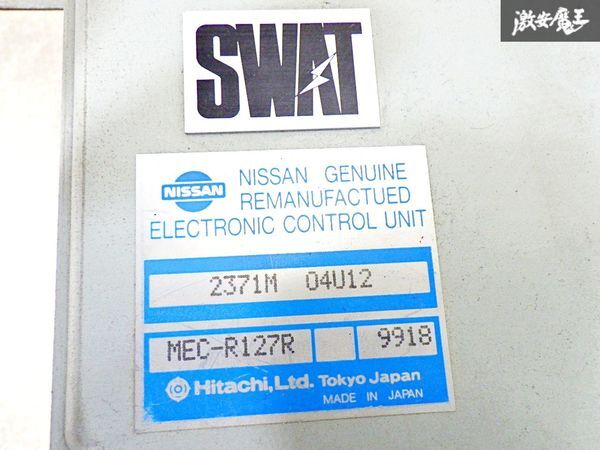 激安魔王
SWAT
NISSAN
NISSAN GENUINE
REMANUFACTUED
ELECTRONIC CONTROL UNIT
2371M 04U12
MEC-R127R 9918
Hitachi, Ltd. Tokyo Japan
MADE IN JAPAN